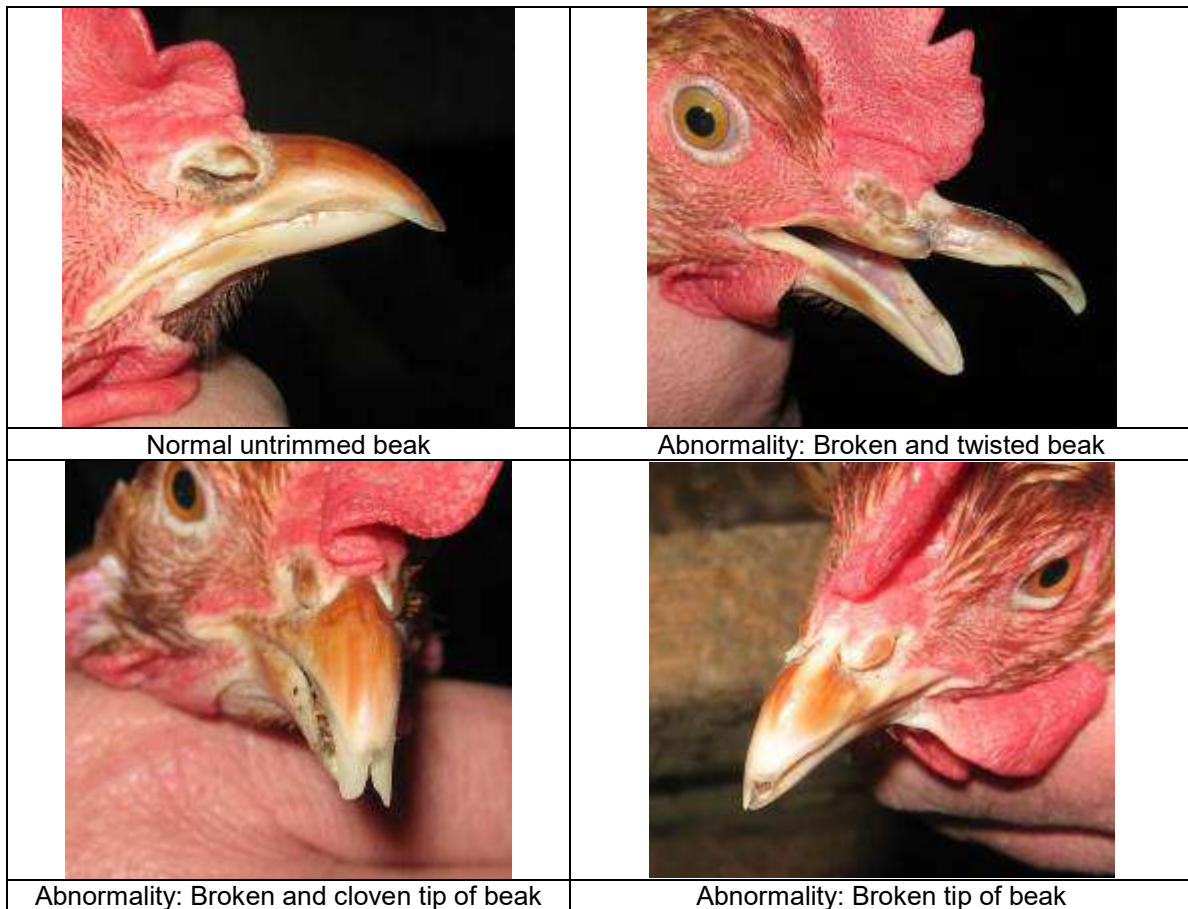 Normal untrimmed beak
Abnormality: Broken and twisted beak
Abnormality: Broken and cloven tip of beak
Abnormality: Broken tip of beak